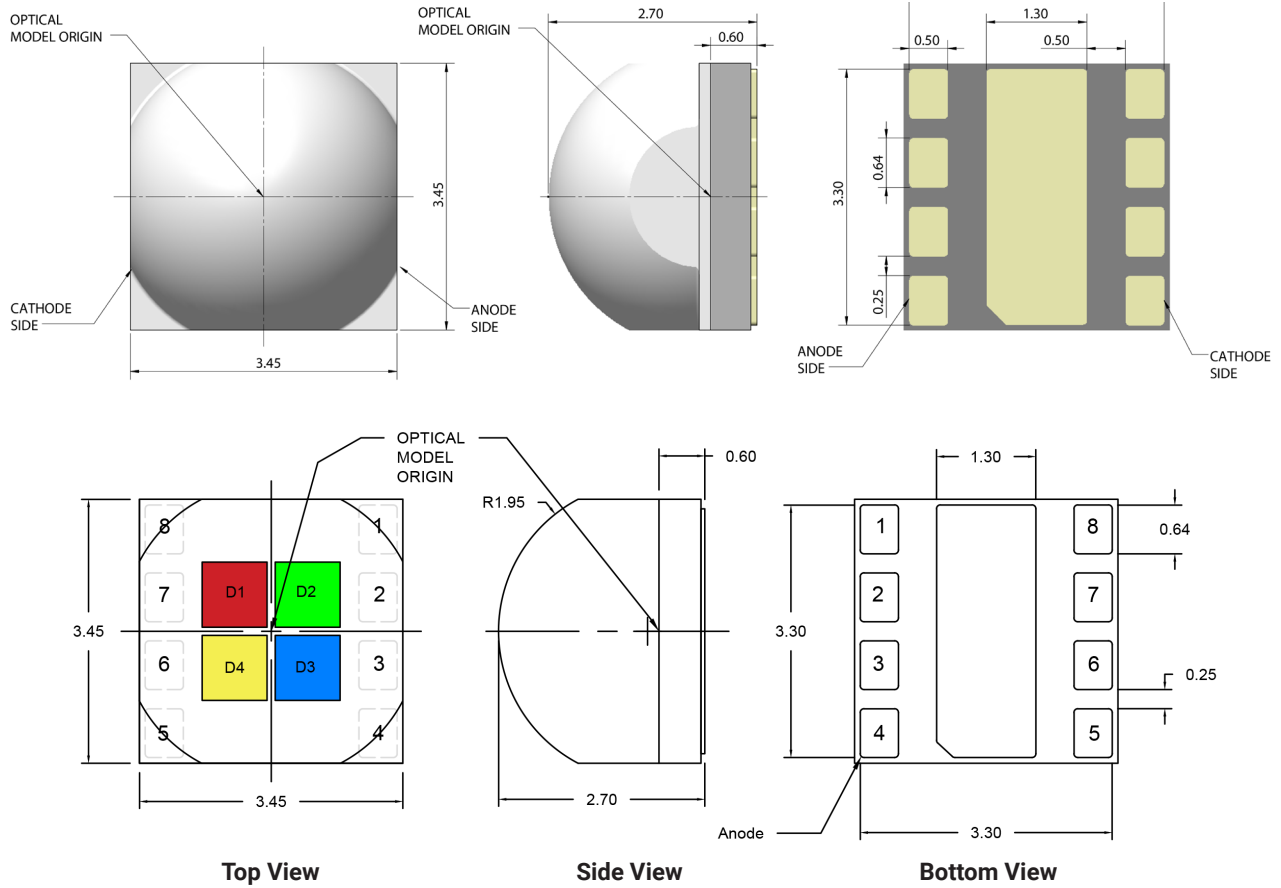 OPTICAL
MODEL ORIGIN
3.45
CATHODE
SIDE
ANODE
SIDE
3.45
OPTICAL
MODEL ORIGIN
2.70
0.60
1.30
0.50
0.50
3.30
0.64
0.25
ANODE
SIDE
CATHODE
SIDE
OPTICAL
MODEL
ORIGIN
8
1
7
D1
D2
2
3.45
6
D4
D3
3
5
4
3.45
Top View
0.60
R1.95
2.70
Side View
1.30
1
8
0.64
2
7
3.30
3
6
0.25
4
5
Anode
3.30
Bottom View